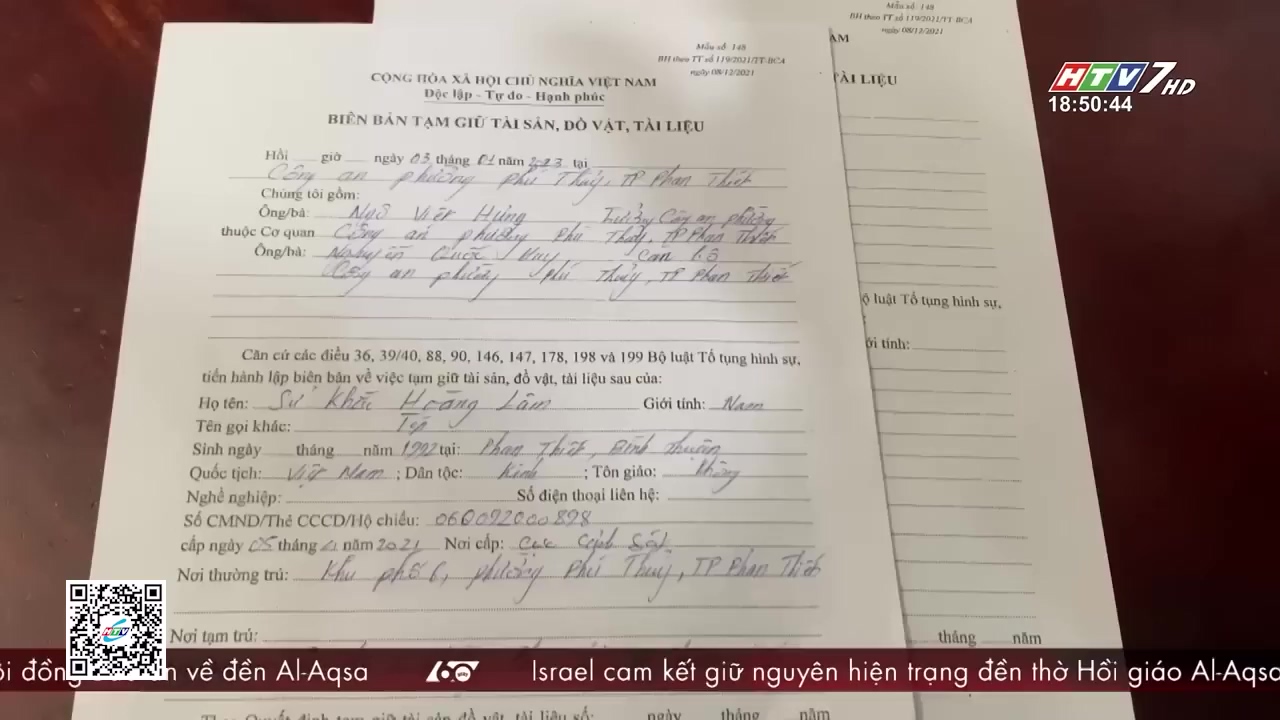 Mẫu số: 148
BH theo TT số 119/2021/TT-BCA
ngày 08/12/2021
CỘNG HÒA XÃ HỘI CHỦ NGHĨA VIỆT NAM
Độc lập - Tự do - Hạnh phúc
BIÊN BẢN TẠM GIỮ TÀI SẢN, ĐỒ VẬT, TÀI LIỆU
Hồi giờ ngày 03 tháng 01 năm 2023 tại
Công an phường Phú Thủy, TP Phan Thiết
Chúng tôi gồm:
Ông/bà: Ngô Việt Hùng, Trưởng Công an phường
thuộc Cơ quan Công an phường Phú Thủy, TP Phan Thiết
Ông/bà: Nguyễn Quốc Huy Cán bộ
Công an phường Phú Thủy, TP Phan Thiết
Căn cứ các điều 36, 39/40, 88, 90, 146, 147, 178, 198 và 199 Bộ luật Tố tụng hình sự,
tiến hành lập biên bản về việc tạm giữ tài sản, đồ vật, tài liệu sau của:
Họ tên: Sử Khắc Hoàng Lâm Giới tính: Nam
Tên gọi khác: Tép
Sinh ngày tháng năm 1992 tại: Phan Thiết, Bình Thuận
Quốc tịch: Việt Nam; Dân tộc: Kinh; Tôn giáo: Không
Nghề nghiệp: Số điện thoại liên hệ:
Số CMND/Thẻ CCCD/Hộ chiếu: 060092000898
cấp ngày 05 tháng năm 2021 Nơi cấp: Cục Cảnh Sát
Nơi thường trú: Khu phố 6, phường Phú Thủy, TP Phan Thiết
Nơi tạm trú:
Theo Quyết định tạm giữ tài sản đồ vật, tài liệu số: ngày tháng năm
Mẫu số: 148
BH theo TT số 119/2021/TT-BCA
ngày 08/12/2021
ÀM
TÀI LIỆU
ộ luật Tố tụng hình sự,
ới tính:
tháng năm
HTV7 HD
18:50:44
HTV
ội đồng n về đền Al-Aqsa 60 giây Israel cam kết giữ nguyên hiện trạng đền thờ Hồi giáo Al-Aqsa